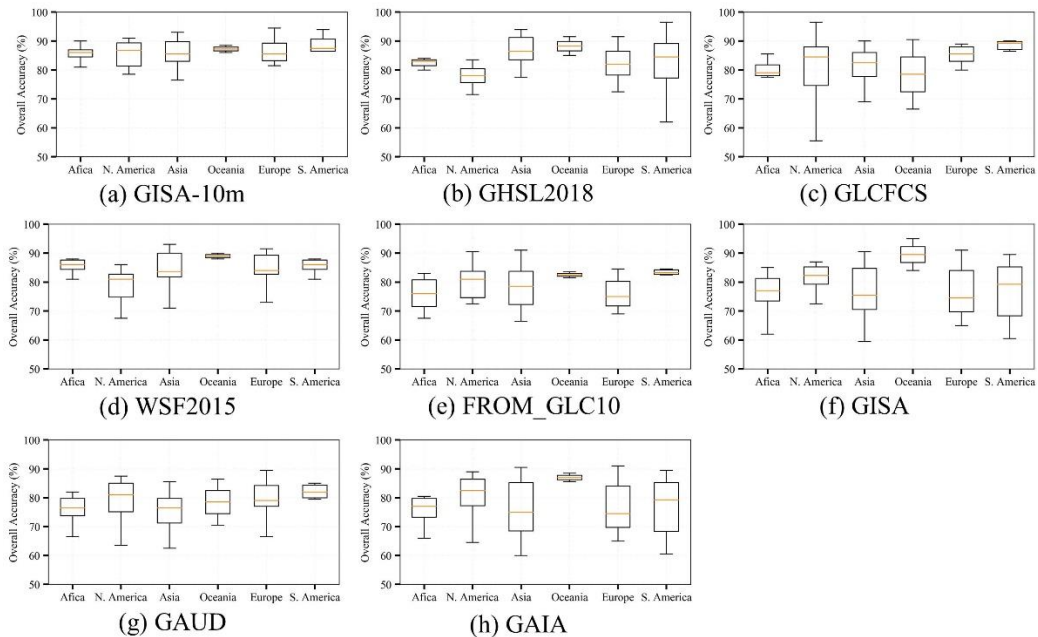 Overall Accuracy (%)
100
90
80
70
60
50
Afica N. America Asia Oceania Europe S. America
(a) GISA-10m
Overall Accuracy (%)
100
90
80
70
60
50
Afica N. America Asia Oceania Europe S. America
(b) GHSL2018
Overall Accuracy (%)
100
90
80
70
60
50
Afica N. America Asia Oceania Europe S. America
(c) GLCFCS
Overall Accuracy (%)
100
90
80
70
60
50
Afica N. America Asia Oceania Europe S. America
(d) WSF2015
Overall Accuracy (%)
100
90
80
70
60
50
Afica N. America Asia Oceania Europe S. America
(e) FROM_GLC10
Overall Accuracy (%)
100
90
80
70
60
50
Afica N. America Asia Oceania Europe S. America
(f) GISA
Overall Accuracy (%)
100
90
80
70
60
50
Afica N. America Asia Oceania Europe S. America
(g) GAUD
Overall Accuracy (%)
100
90
80
70
60
50
Afica N. America Asia Oceania Europe S. America
(h) GAIA